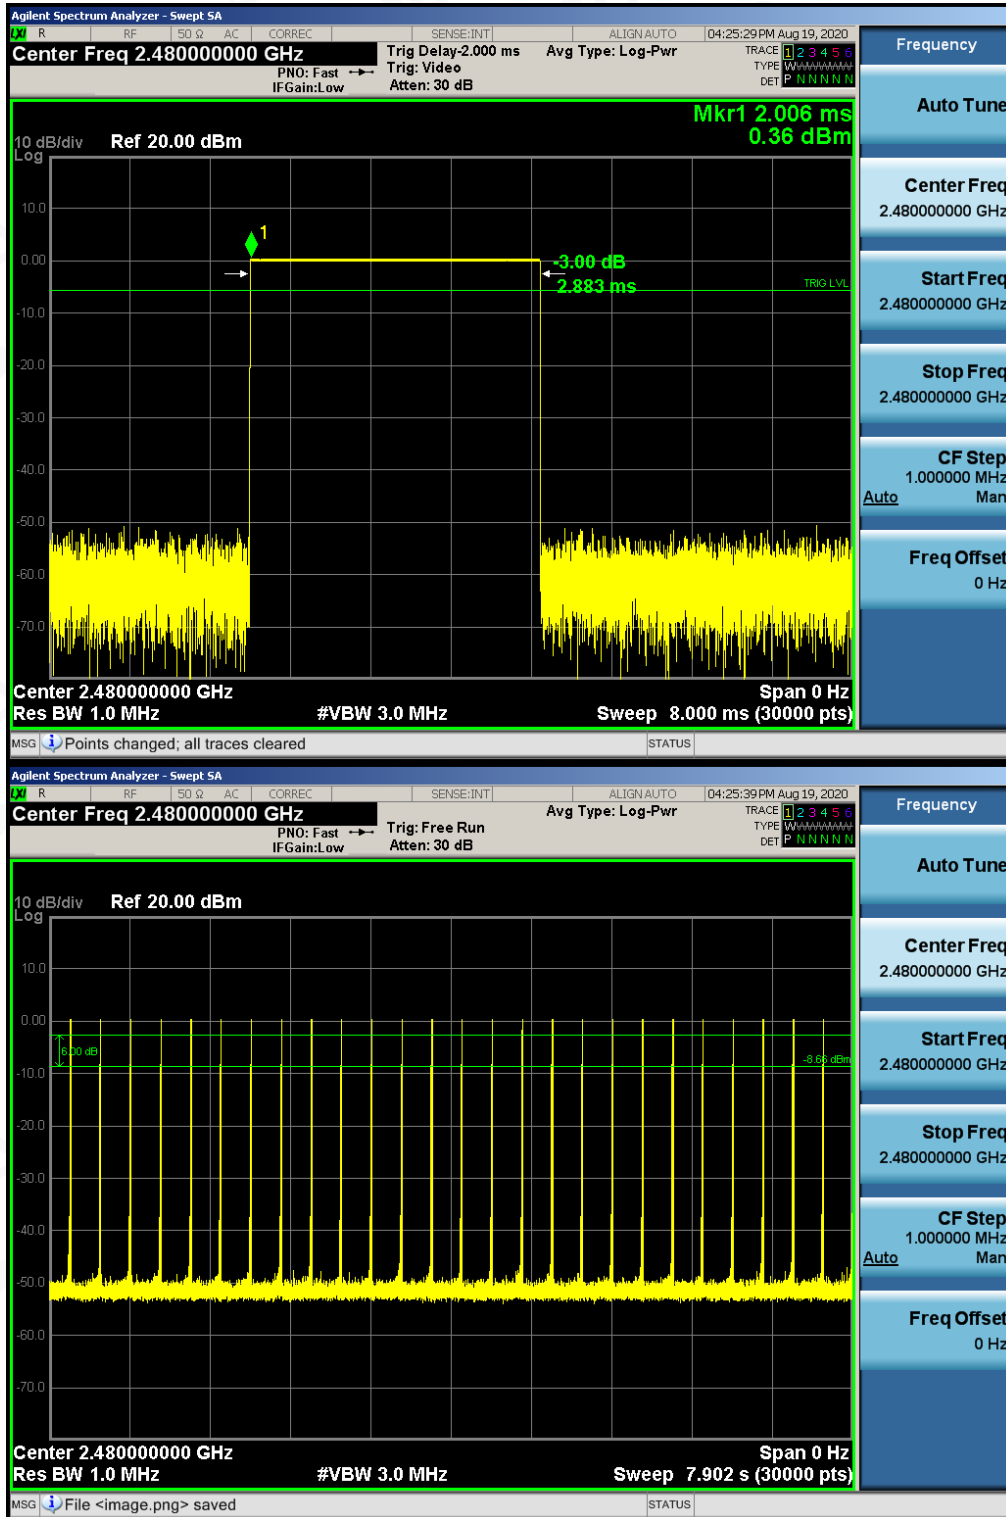 Agilent Spectrum Analyzer - Swept SA
LXI R RF 50 Ω AC CORREC SENSE:INT ALIGN AUTO 04:25:29 PM Aug 19, 2020
Center Freq 2.480000000 GHz
PNO: Fast
IFGain:Low
Trig Delay-2.000 ms
Trig: Video
Atten: 30 dB
Avg Type: Log-Pwr
TRACE 1 2 3 4 5 6
TYPE WWWWWW
DET P N N N N N
Mkr1 2.006 ms
0.36 dBm
10 dB/div Ref 20.00 dBm
Log
10.0
1
0.00
-3.00 dB
2.883 ms
TRIG LVL
-10.0
-20.0
-30.0
-40.0
-50.0
-60.0
-70.0
Center 2.480000000 GHz Span 0 Hz
Res BW 1.0 MHz #VBW 3.0 MHz Sweep 8.000 ms (30000 pts)
MSG Points changed; all traces cleared STATUS
Frequency
Auto Tune
Center Freq
2.480000000 GHz
Start Freq
2.480000000 GHz
Stop Freq
2.480000000 GHz
CF Step
1.000000 MHz
Auto Man
Freq Offset
0 Hz
Agilent Spectrum Analyzer - Swept SA
LXI R RF 50 Ω AC CORREC SENSE:INT ALIGN AUTO 04:25:39 PM Aug 19, 2020
Center Freq 2.480000000 GHz
PNO: Fast
IFGain:Low
Trig: Free Run
Atten: 30 dB
Avg Type: Log-Pwr
TRACE 1 2 3 4 5 6
TYPE WWWWWW
DET P N N N N N
10 dB/div Ref 20.00 dBm
Log
10.0
0.00
6.00 dB
-8.66 dBm
-10.0
-20.0
-30.0
-40.0
-50.0
-60.0
-70.0
Center 2.480000000 GHz Span 0 Hz
Res BW 1.0 MHz #VBW 3.0 MHz Sweep 7.902 s (30000 pts)
MSG File <image.png> saved STATUS
Frequency
Auto Tune
Center Freq
2.480000000 GHz
Start Freq
2.480000000 GHz
Stop Freq
2.480000000 GHz
CF Step
1.000000 MHz
Auto Man
Freq Offset
0 Hz